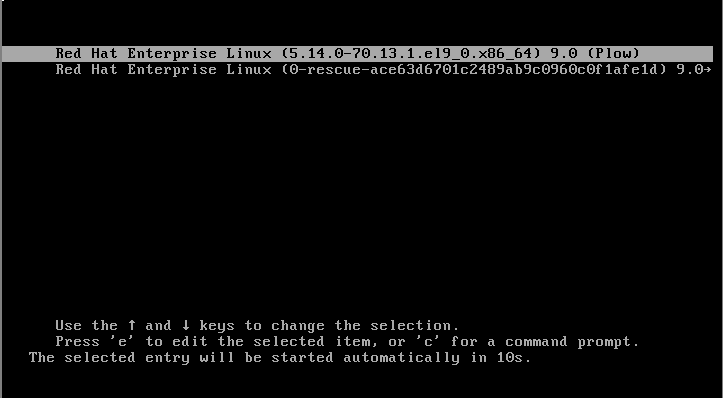 Red Hat Enterprise Linux (5.14.0-70.13.1.el9_0.x86_64) 9.0 (Plow)
Red Hat Enterprise Linux (0-rescue-ace63d6701c2489ab9c0960c0f1afe1d) 9.0→
Use the ↑ and ↓ keys to change the selection.
Press 'e' to edit the selected item, or 'c' for a command prompt.
The selected entry will be started automatically in 10s.